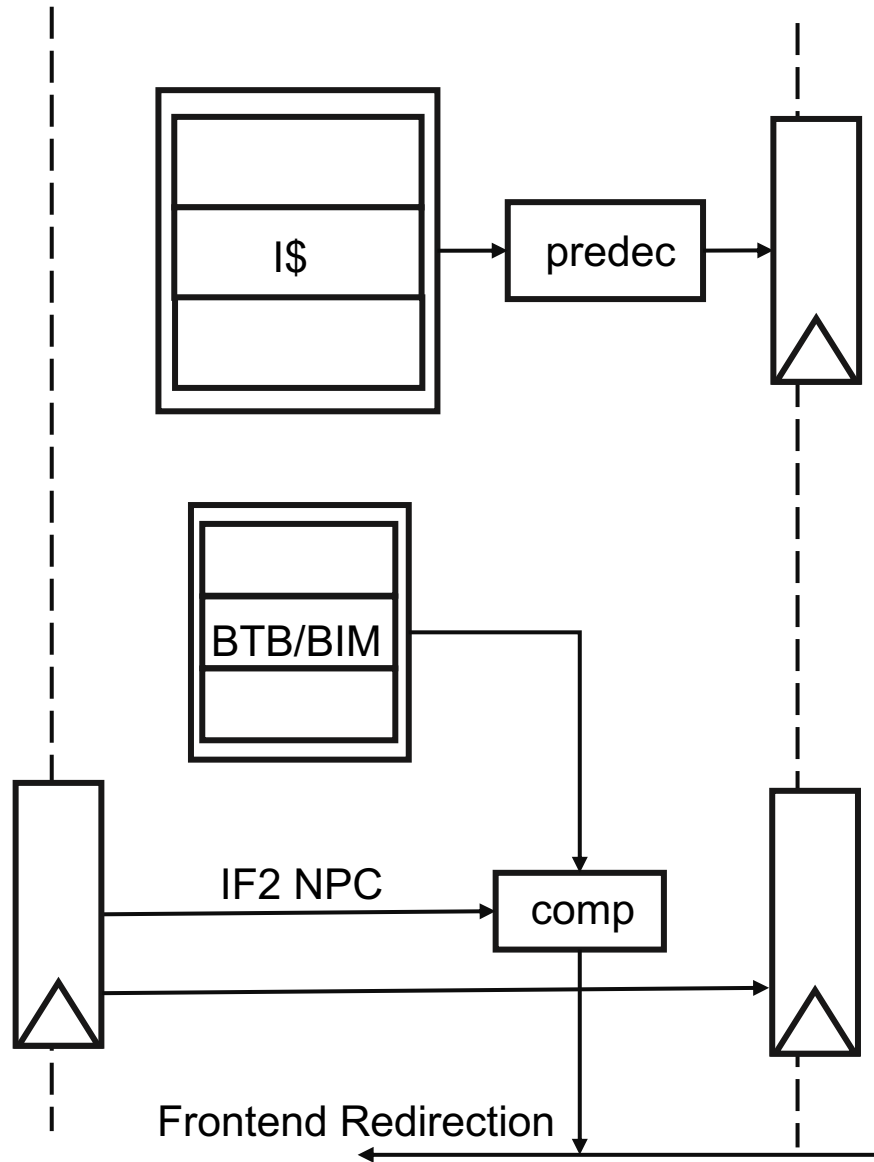 I$
predec
BTB/BIM
IF2 NPC
comp
Frontend Redirection